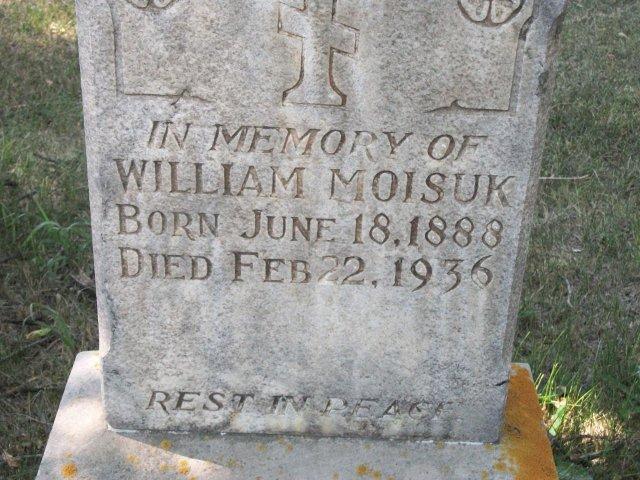 IN MEMORY OF
WILLIAM MOISUK
BORN JUNE 18, 1888
DIED FEB 22, 1936
REST IN PEACE